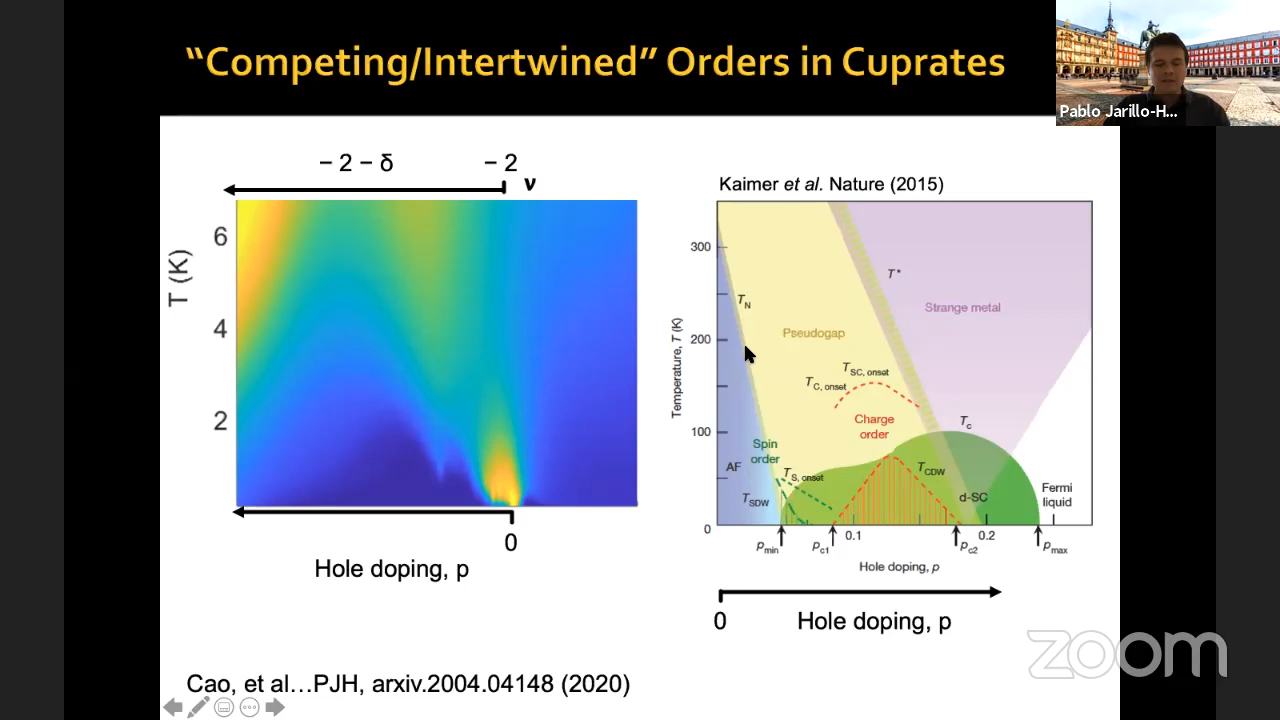 “Competing/Intertwined” Orders in Cuprates
Pablo Jarillo-H...
− 2 − δ
− 2
ν
T (K)
6
4
2
0
Hole doping, p
Kaimer et al. Nature (2015)
Temperature, T (K)
300
200
100
0
TN
T*
Strange metal
Pseudogap
TSC, onset
TC, onset
Charge
order
Tc
Spin
order
AF
TS, onset
TCDW
TSDW
d-SC
Fermi
liquid
pmin
pc1
0.1
pc2
0.2
pmax
Hole doping, p
0
Hole doping, p
zoom
Cao, et al…PJH, arxiv.2004.04148 (2020)